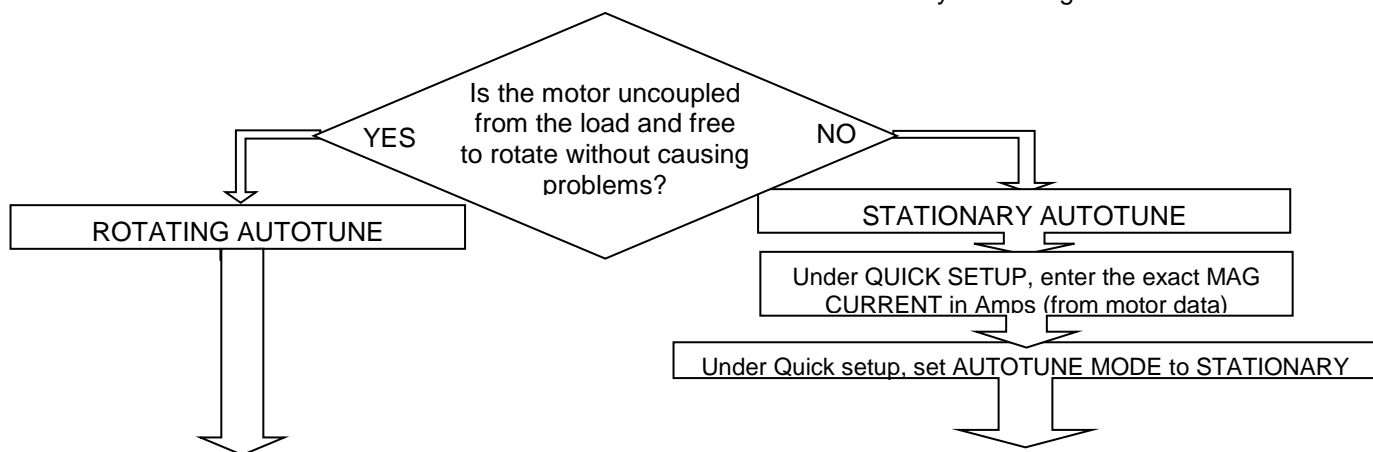 Is the motor uncoupled
from the load and free
to rotate without causing
problems?
YES
NO
ROTATING AUTOTUNE
STATIONARY AUTOTUNE
Under QUICK SETUP, enter the exact MAG
CURRENT in Amps (from motor data)
Under Quick setup, set AUTOTUNE MODE to STATIONARY